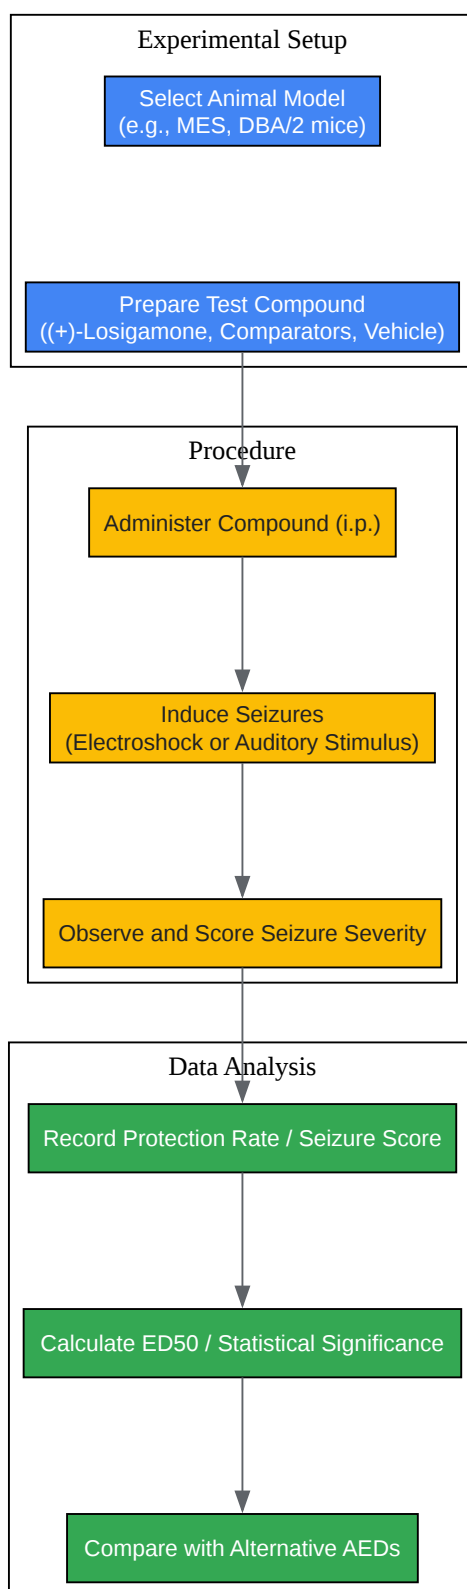 Experimental Setup
Select Animal Model
(e.g., MES, DBA/2 mice)
Prepare Test Compound
((+)-Losigamone, Comparators, Vehicle)
Procedure
Administer Compound (i.p.)
Induce Seizures
(Electroshock or Auditory Stimulus)
Observe and Score Seizure Severity
Data Analysis
Record Protection Rate / Seizure Score
Calculate ED50 / Statistical Significance
Compare with Alternative AEDs